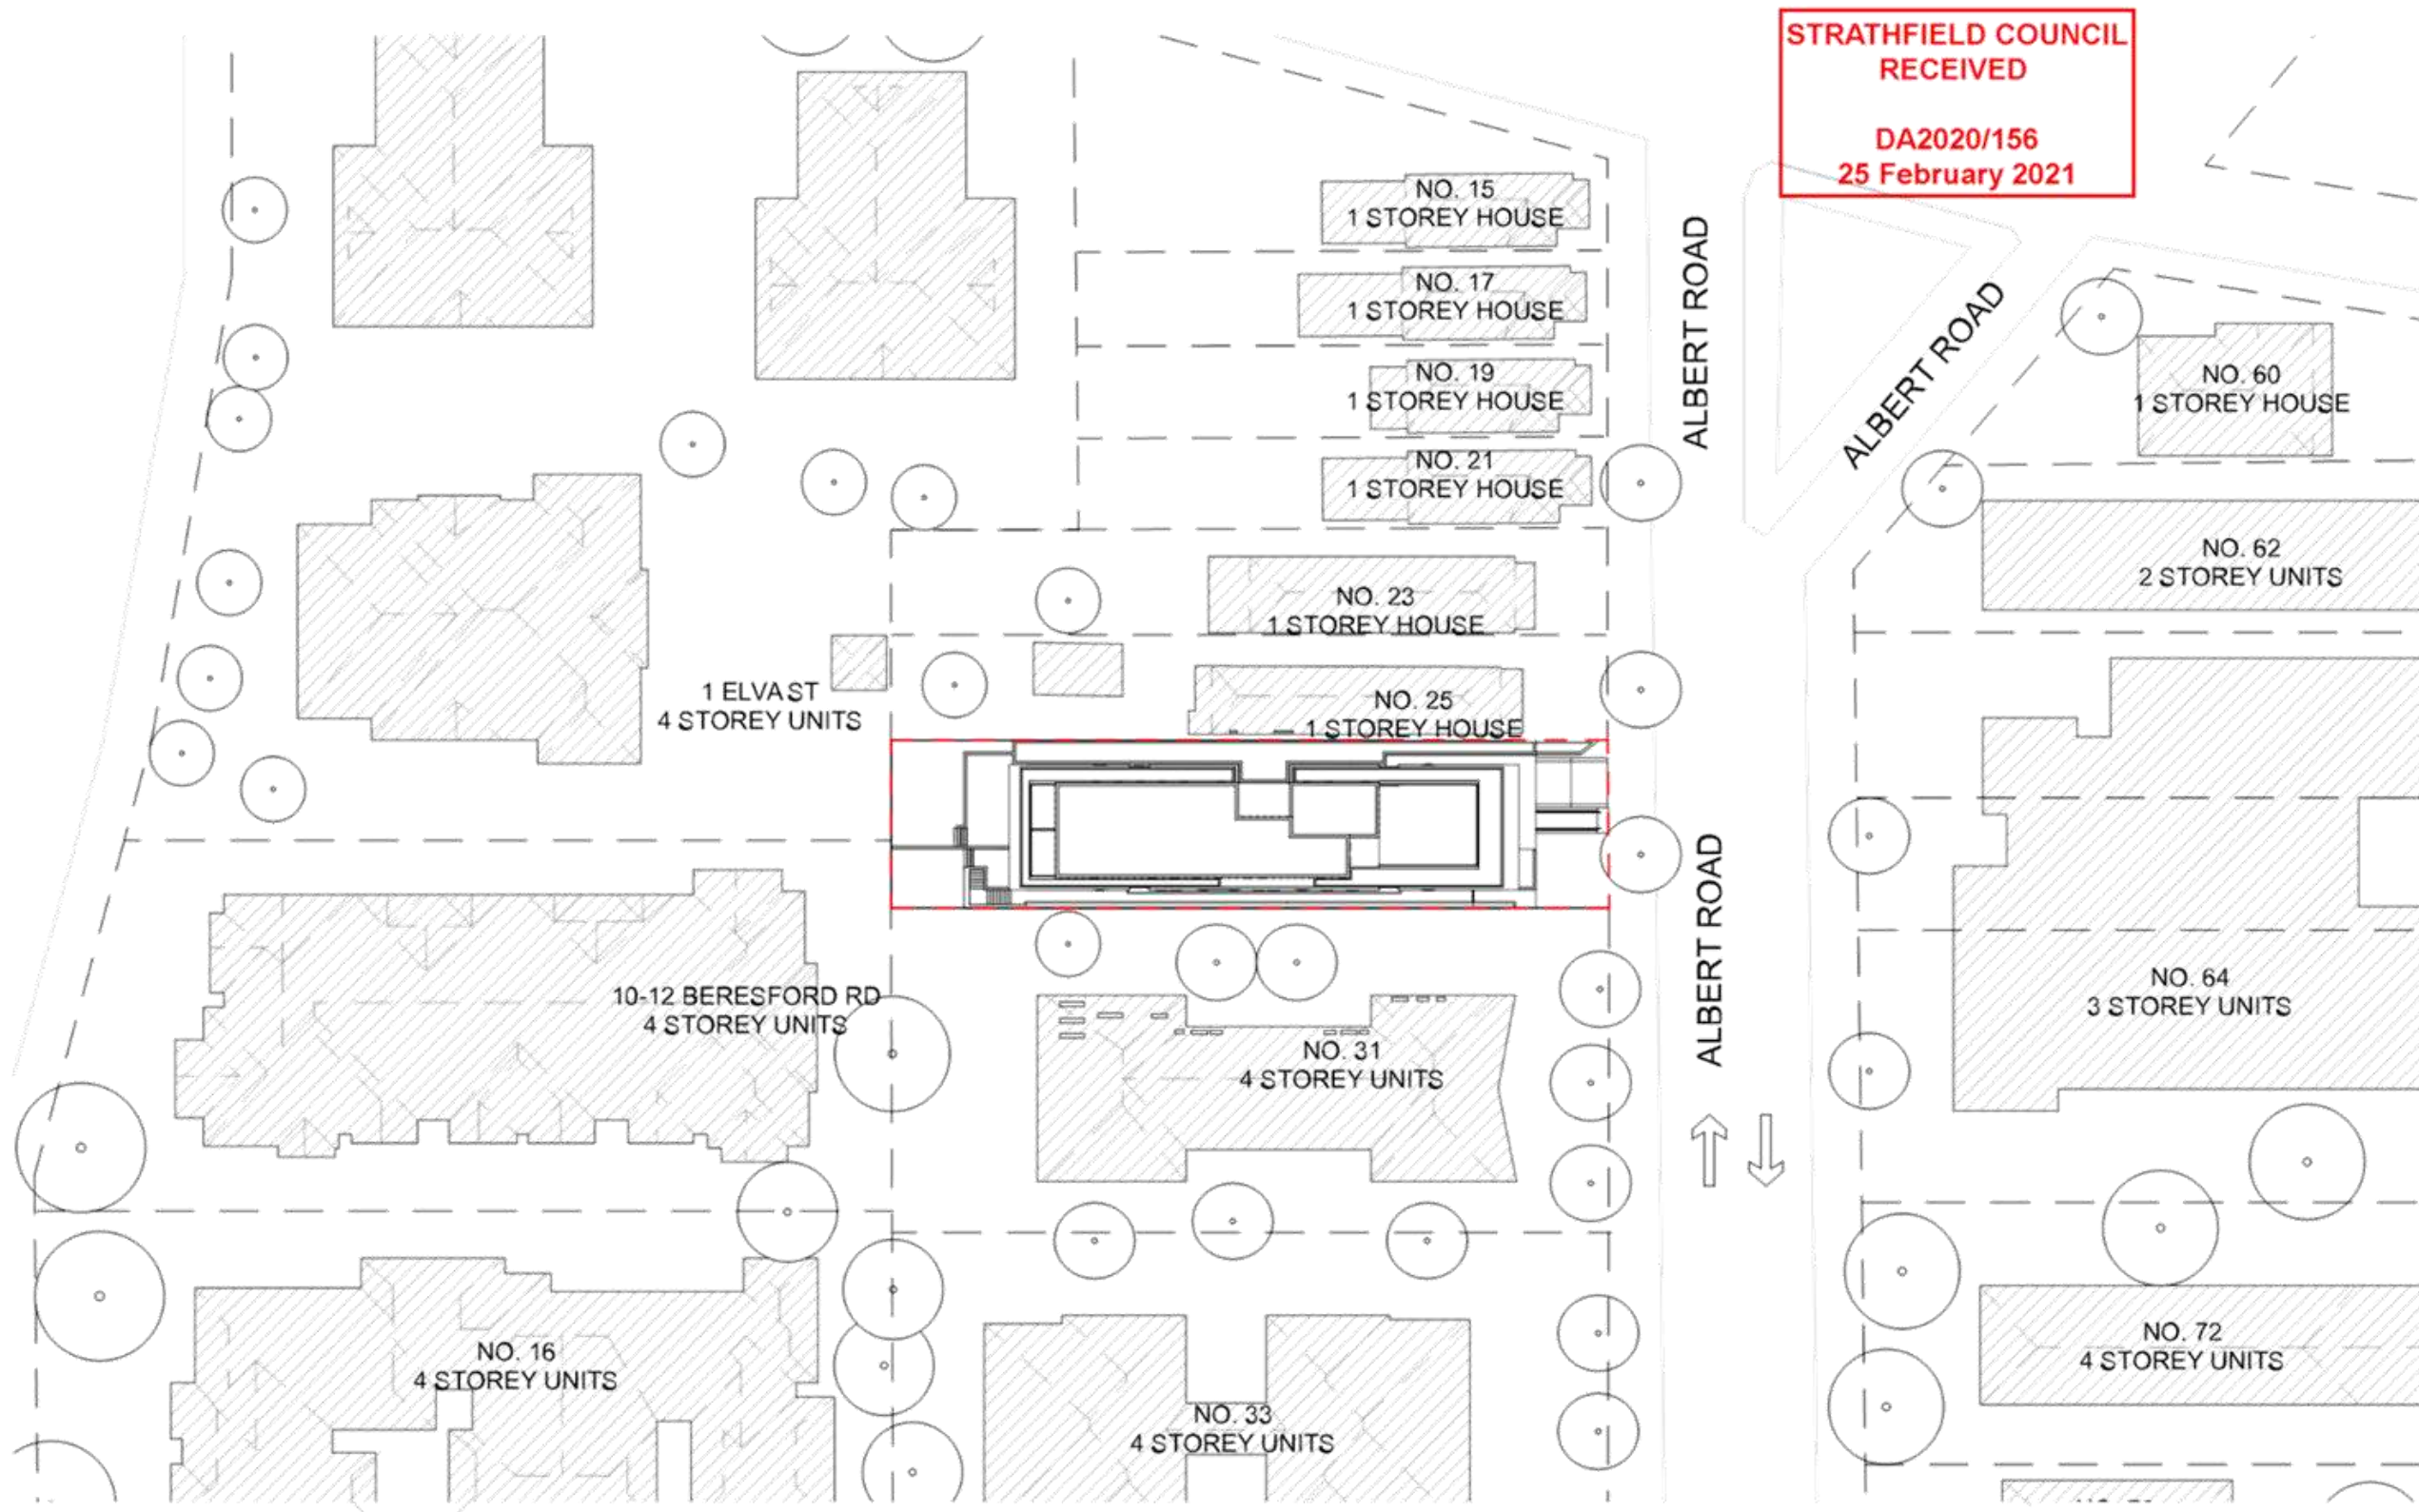 STRATHFIELD COUNCIL
RECEIVED
DA2020/156
25 February 2021
NO. 15
1 STOREY HOUSE
NO. 17
1 STOREY HOUSE
NO. 19
1 STOREY HOUSE
NO. 21
1 STOREY HOUSE
ALBERT ROAD
ALBERT ROAD
NO. 60
1 STOREY HOUSE
NO. 62
2 STOREY UNITS
NO. 23
1 STOREY HOUSE
1 ELVA ST
4 STOREY UNITS
NO. 25
1 STOREY HOUSE
ALBERT ROAD
10-12 BERESFORD RD
4 STOREY UNITS
NO. 64
3 STOREY UNITS
NO. 31
4 STOREY UNITS
NO. 16
4 STOREY UNITS
NO. 33
4 STOREY UNITS
NO. 72
4 STOREY UNITS